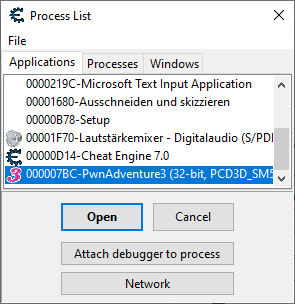 Process List
File
Applications Processes Windows
0000219C-Microsoft Text Input Application
00001680-Ausschneiden und skizzieren
00000B78-Setup
00001F70-Lautstärkemixer - Digitalaudio (S/PDI
00000D14-Cheat Engine 7.0
000007BC-PwnAdventure3 (32-bit, PCD3D_SM5
Open Cancel
Attach debugger to process
Network